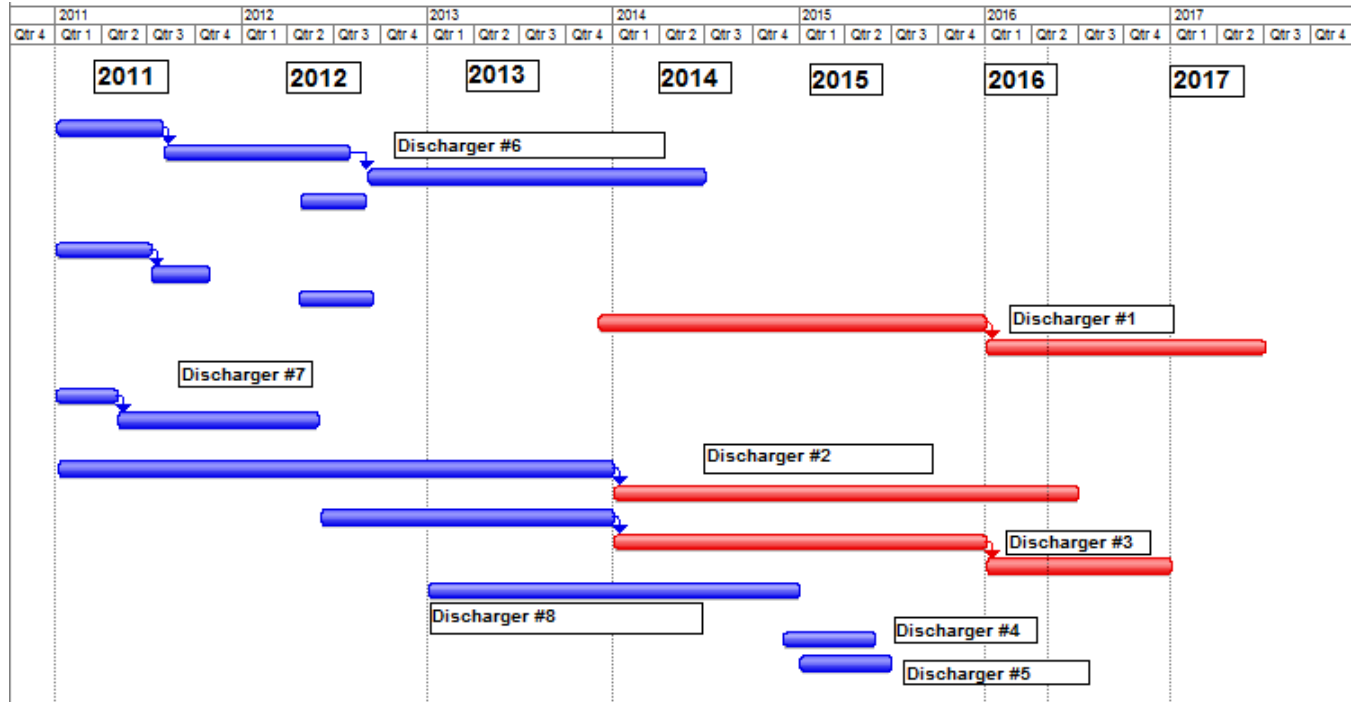 2011 2012 2013 2014 2015 2016 2017
Qtr 4 Qtr 1 Qtr 2 Qtr 3 Qtr 4 Qtr 1 Qtr 2 Qtr 3 Qtr 4 Qtr 1 Qtr 2 Qtr 3 Qtr 4 Qtr 1 Qtr 2 Qtr 3 Qtr 4 Qtr 1 Qtr 2 Qtr 3 Qtr 4 Qtr 1 Qtr 2 Qtr 3 Qtr 4 Qtr 1 Qtr 2 Qtr 3 Qtr 4
2011 2012 2013 2014 2015 2016 2017
Discharger #6
Discharger #1
Discharger #7
Discharger #2
Discharger #3
Discharger #8
Discharger #4
Discharger #5